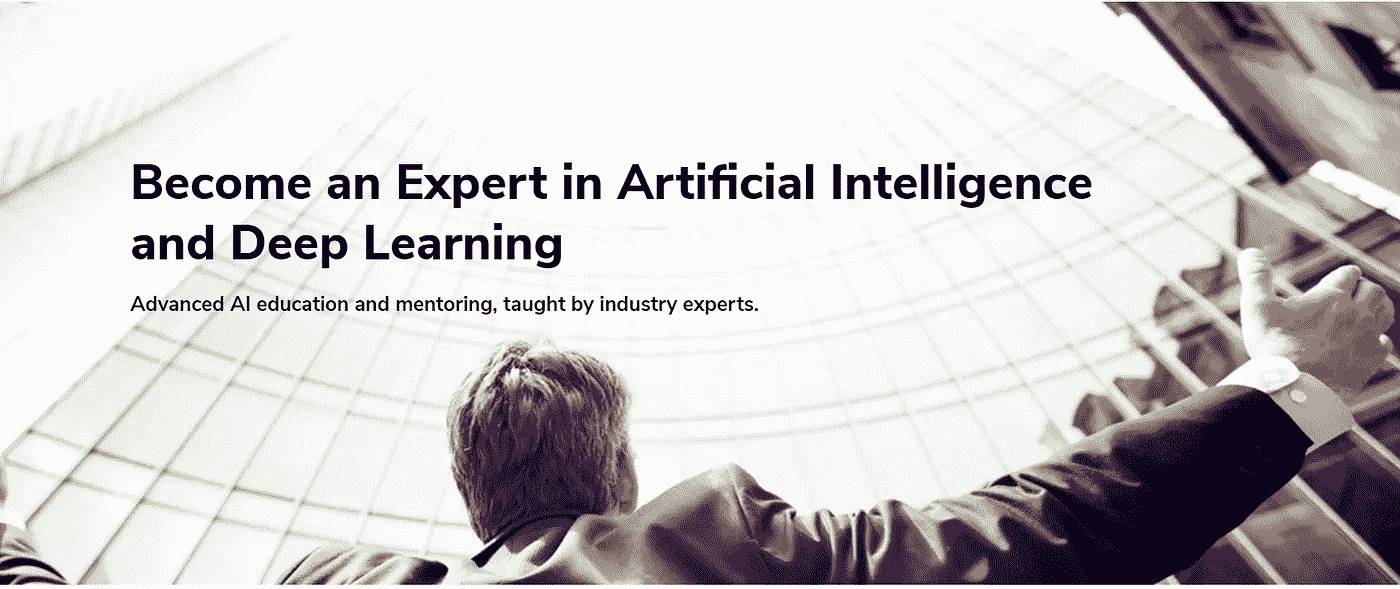 Become an Expert in Artificial Intelligence
and Deep Learning
Advanced AI education and mentoring, taught by industry experts.